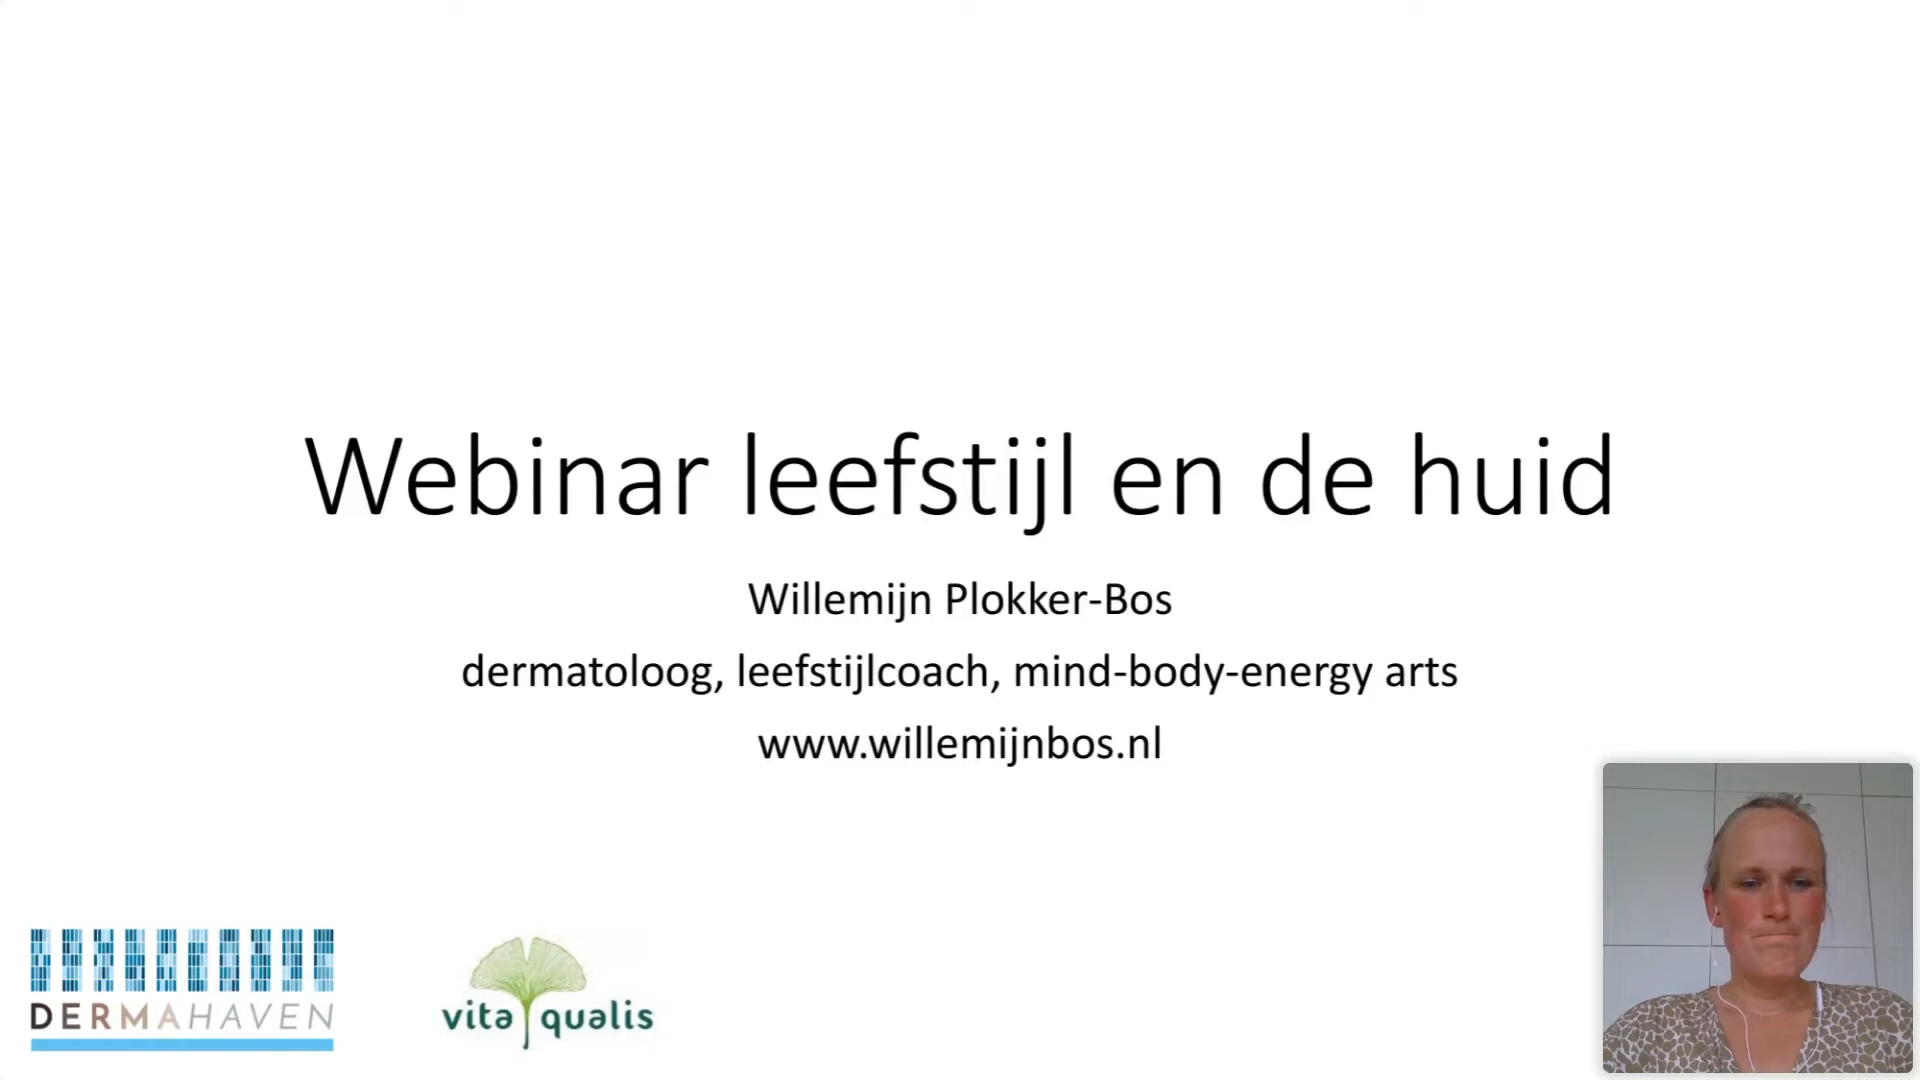 Webinar leefstijl en de huid
Willemijn Plokker-Bos
dermatoloog, leefstijlcoach, mind-body-energy arts
www.willemijnbos.nl
DERMAHAVEN
vita qualis